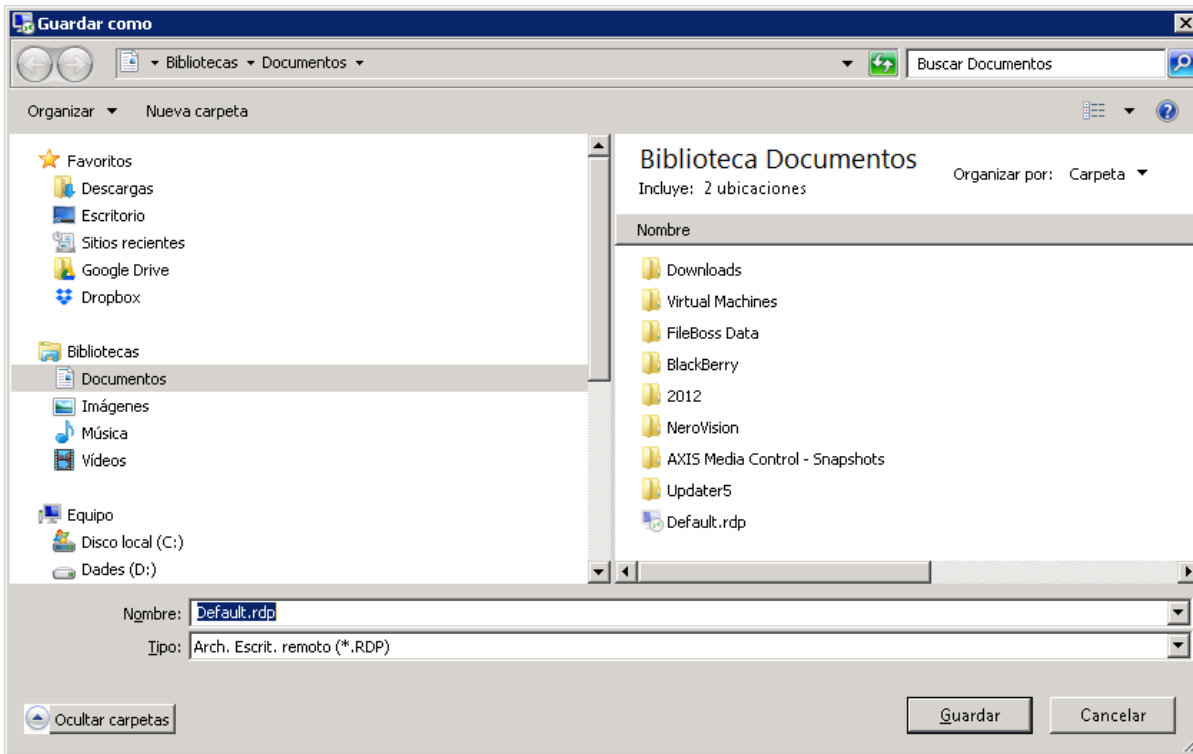 Guardar como
Bibliotecas Documentos
Buscar Documentos
Organizar Nueva carpeta
Favoritos
Descargas
Escritorio
Sitios recientes
Google Drive
Dropbox
Bibliotecas
Documentos
Imágenes
Música
Vídeos
Equipo
Disco local (C:)
Dades (D:)
Biblioteca Documentos
Incluye: 2 ubicaciones
Organizar por: Carpeta
Nombre
Downloads
Virtual Machines
FileBoss Data
BlackBerry
2012
NeroVision
AXIS Media Control - Snapshots
Updater5
Default.rdp
Nombre: Default.rdp
Tipo: Arch. Escrit. remoto (*.RDP)
Ocultar carpetas
Guardar
Cancelar